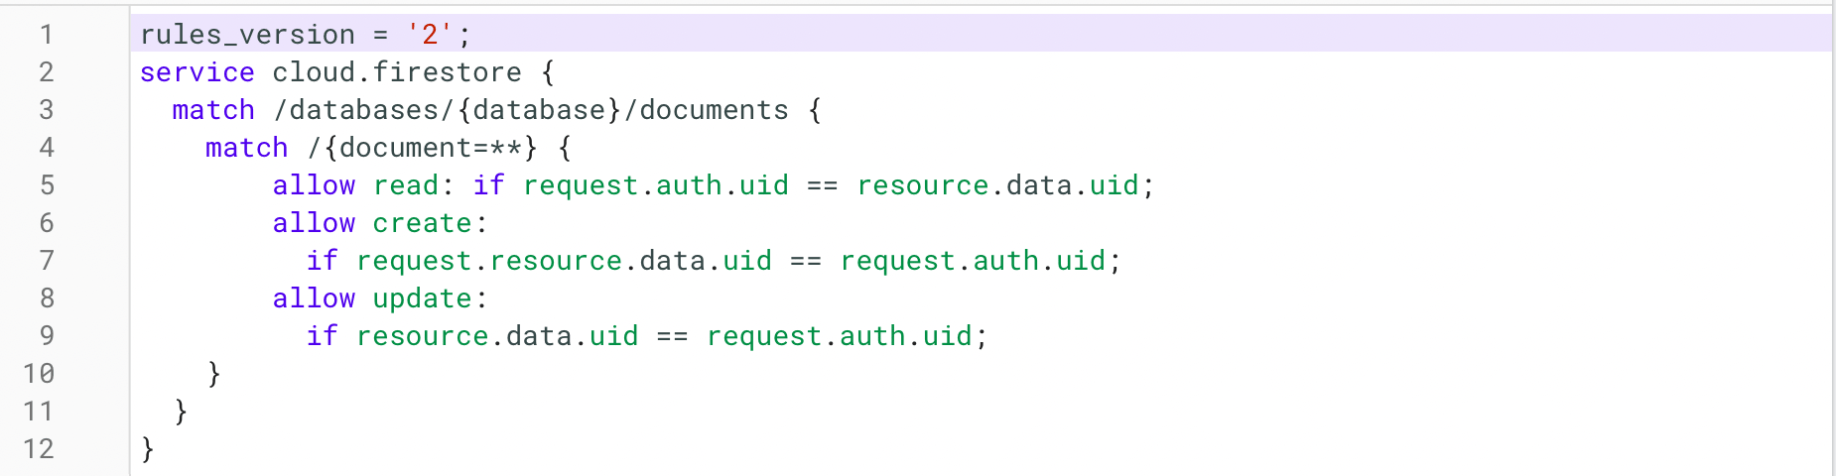 1 rules_version = '2';
2 service cloud.firestore {
3   match /databases/{database}/documents {
4     match /{document=**} {
5         allow read: if request.auth.uid == resource.data.uid;
6         allow create:
7           if request.resource.data.uid == request.auth.uid;
8         allow update:
9           if resource.data.uid == request.auth.uid;
10     }
11   }
12 }